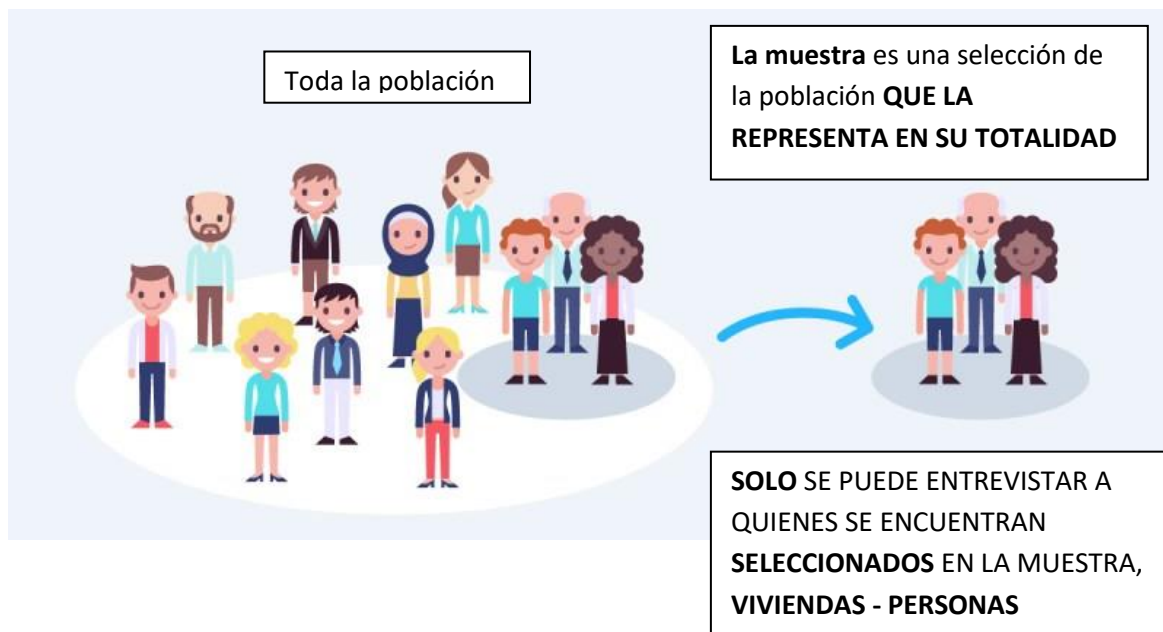 Toda la población
La muestra es una selección de
la población QUE LA
REPRESENTA EN SU TOTALIDAD
SOLO SE PUEDE ENTREVISTAR A
QUIENES SE ENCUENTRAN
SELECCIONADOS EN LA MUESTRA,
VIVIENDAS - PERSONAS